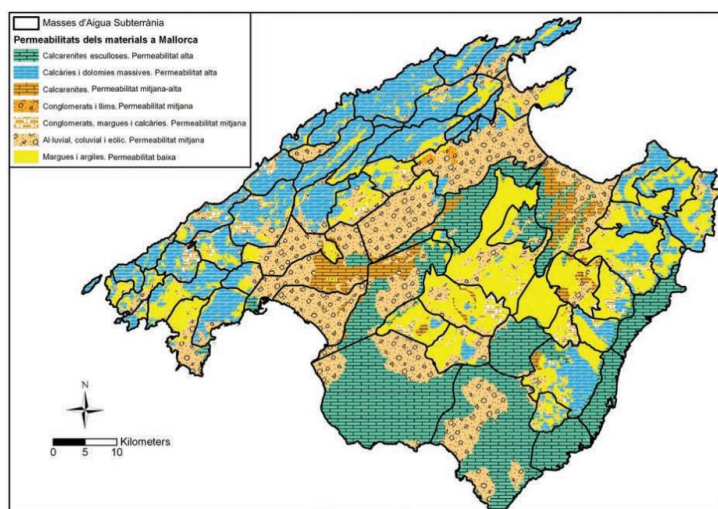 Masses d'Aigua Subterrània
Permeabilitats dels materials a Mallorca
Calcarenites esculloses. Permeabilitat alta
Calcàries i dolomies massives. Permeabilitat alta
Calcarenites. Permeabilitat mitjana-alta
Conglomerats i llims. Permeabilitat mitjana
Conglomerats, margues i calcàries. Permeabilitat mitjana
Al·luvial, coluvial i eòlic. Permeabilitat mitjana
Margues i argiles. Permeabilitat baixa
N
Kilometers
0 5 10